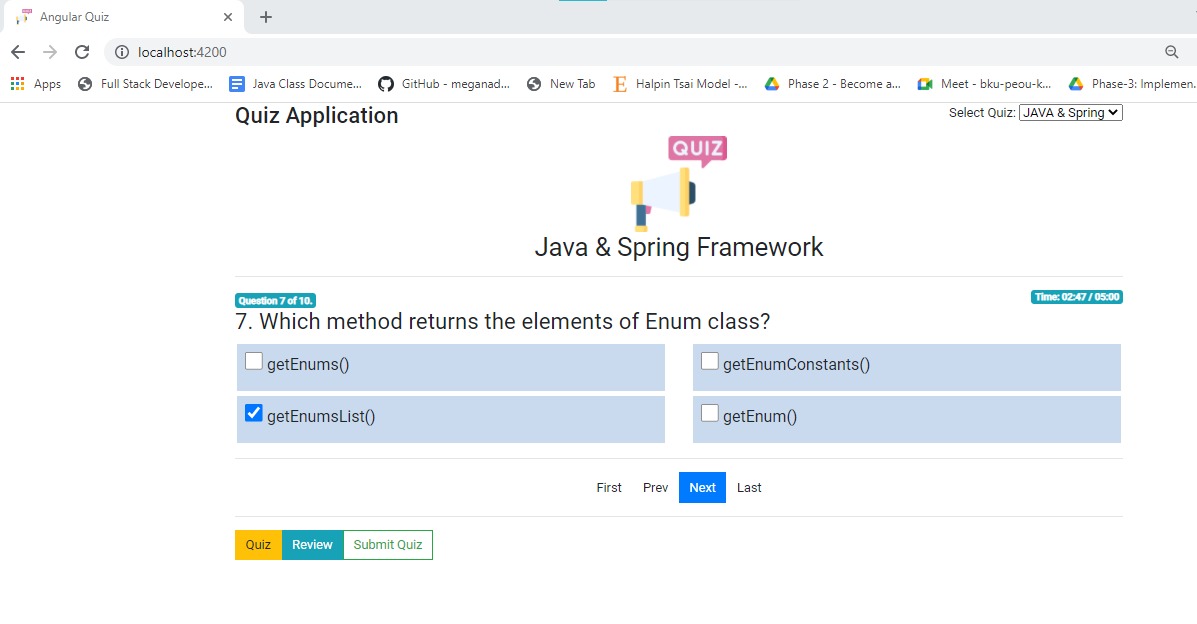 Angular Quiz
localhost:4200
Apps Full Stack Develope... Java Class Docume... GitHub - meganad... New Tab Halpin Tsai Model -... Phase 2 - Become a... Meet - bku-peou-k... Phase-3: Implemen.
Quiz Application Select Quiz: JAVA & Spring
QUIZ
Java & Spring Framework
Question 7 of 10. Time: 02:47 / 05:00
7. Which method returns the elements of Enum class?
getEnums() getEnumConstants()
getEnumsList() getEnum()
First Prev Next Last
Quiz Review Submit Quiz